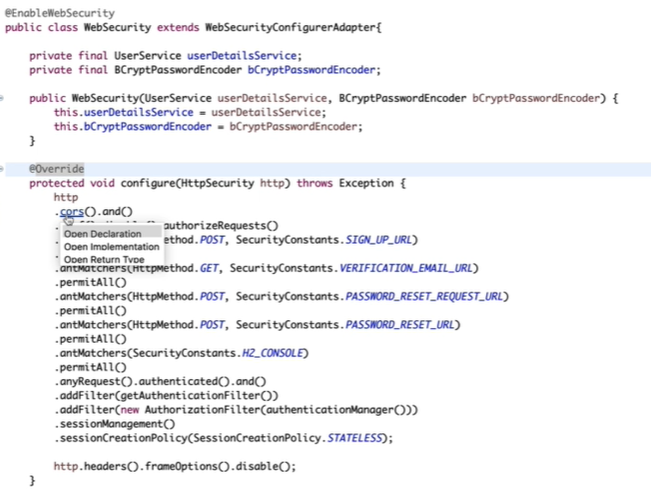 @EnableWebSecurity
public class WebSecurity extends WebSecurityConfigurerAdapter{
private final UserService userDetailsService;
private final BCryptPasswordEncoder bCryptPasswordEncoder;
public WebSecurity(UserService userDetailsService, BCryptPasswordEncoder bCryptPasswordEncoder) {
this.userDetailsService = userDetailsService;
this.bCryptPasswordEncoder = bCryptPasswordEncoder;
}
@Override
protected void configure(HttpSecurity http) throws Exception {
http
.cors().and()
authorizeRequests()
Open Declaration
thod.POST, SecurityConstants.SIGN_UP_URL)
Open Implementation
Open Return Type
.antMatchers(HttpMethod.GET, SecurityConstants.VERIFICATION_EMAIL_URL)
.permitAll()
.antMatchers(HttpMethod.POST, SecurityConstants.PASSWORD_RESET_REQUEST_URL)
.permitAll()
.antMatchers(HttpMethod.POST, SecurityConstants.PASSWORD_RESET_URL)
.permitAll()
.antMatchers(SecurityConstants.H2_CONSOLE)
.permitAll()
.anyRequest().authenticated().and()
.addFilter(getAuthenticationFilter())
.addFilter(new AuthorizationFilter(authenticationManager()))
.sessionManagement()
.sessionCreationPolicy(SessionCreationPolicy.STATELESS);
http.headers().frameOptions().disable();
}